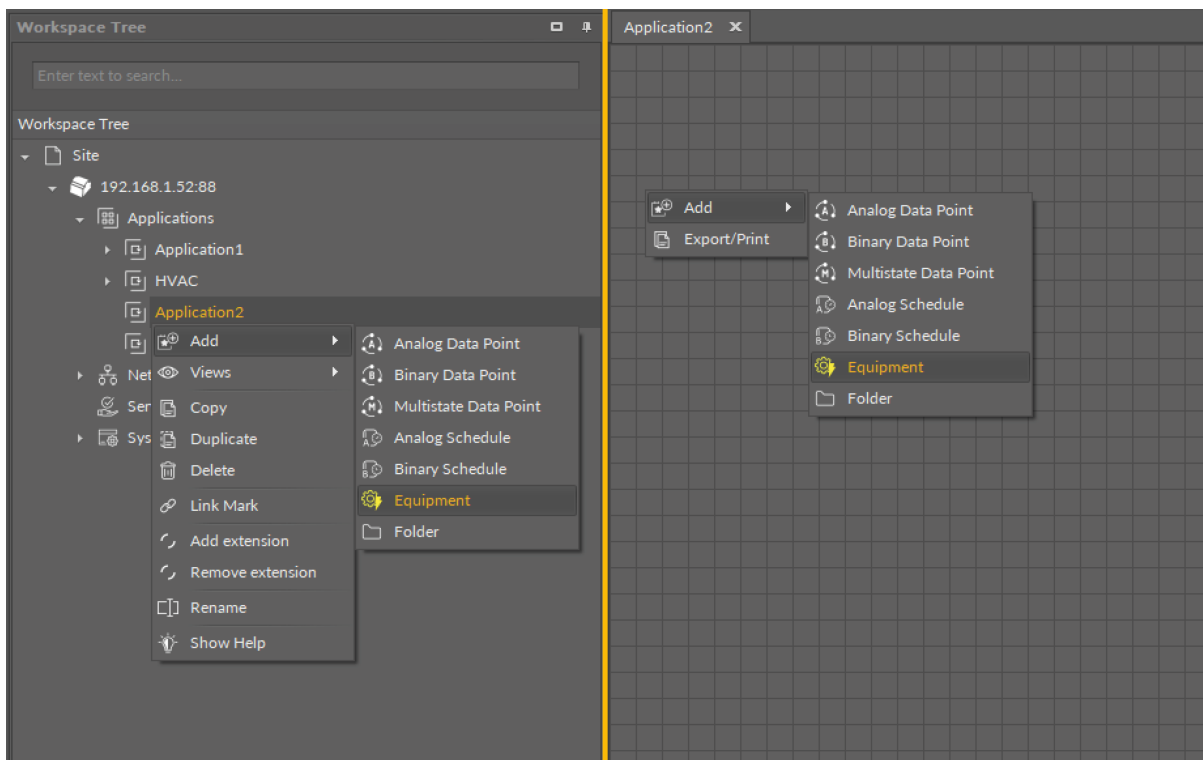 Workspace Tree
Enter text to search...
Workspace Tree
Site
192.168.1.52:88
Applications
Application1
HVAC
Application2
Net
Ser
Sys
Add
Views
Copy
Duplicate
Delete
Link Mark
Add extension
Remove extension
Rename
Show Help
Analog Data Point
Binary Data Point
Multistate Data Point
Analog Schedule
Binary Schedule
Equipment
Folder
Application2
Add
Export/Print
Analog Data Point
Binary Data Point
Multistate Data Point
Analog Schedule
Binary Schedule
Equipment
Folder